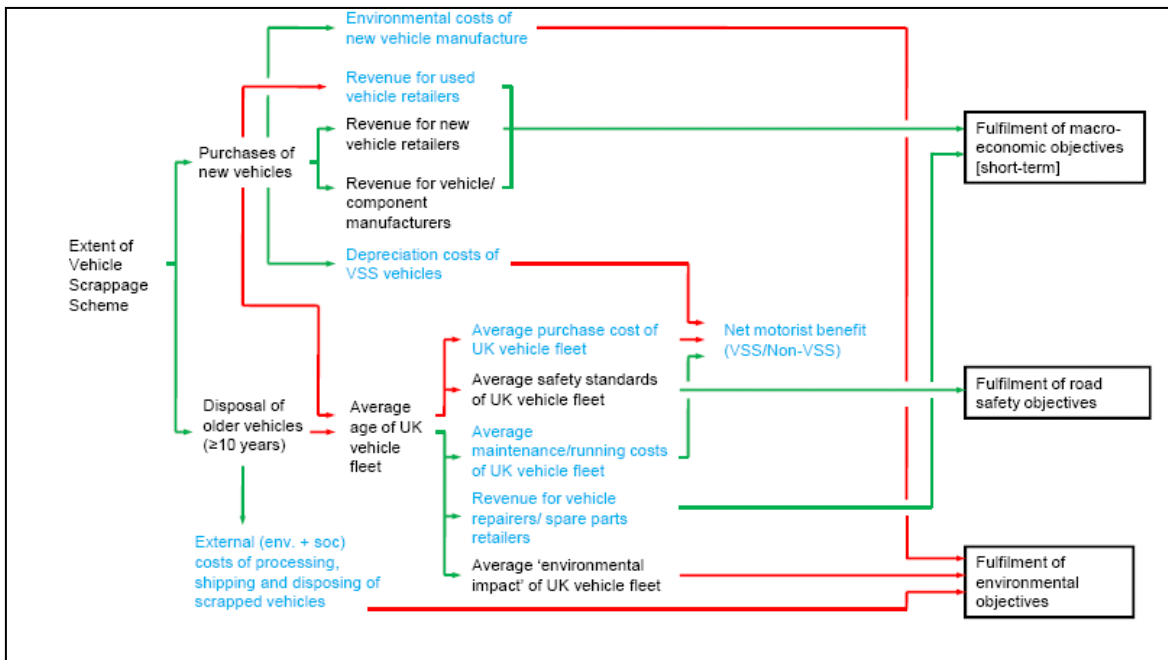 Environmental costs of
new vehicle manufacture
Revenue for used
vehicle retailers
Revenue for new
vehicle retailers
Revenue for vehicle/
component manufacturers
Purchases of
new vehicles
Fulfilment of macro-
economic objectives
[short-term]
Extent of
Vehicle
Scrappage
Scheme
Depreciation costs of
VSS vehicles
Average purchase cost of
UK vehicle fleet
Net motorist benefit
(VSS/Non-VSS)
Average safety standards
of UK vehicle fleet
Fulfilment of road
safety objectives
Disposal of
older vehicles
(≥10 years)
Average
age of UK
vehicle
fleet
Average
maintenance/running costs
of UK vehicle fleet
Revenue for vehicle
repairers/ spare parts
retailers
External (env. + soc)
costs of processing,
shipping and disposing of
scrapped vehicles
Average ‘environmental
impact’ of UK vehicle fleet
Fulfilment of
environmental
objectives